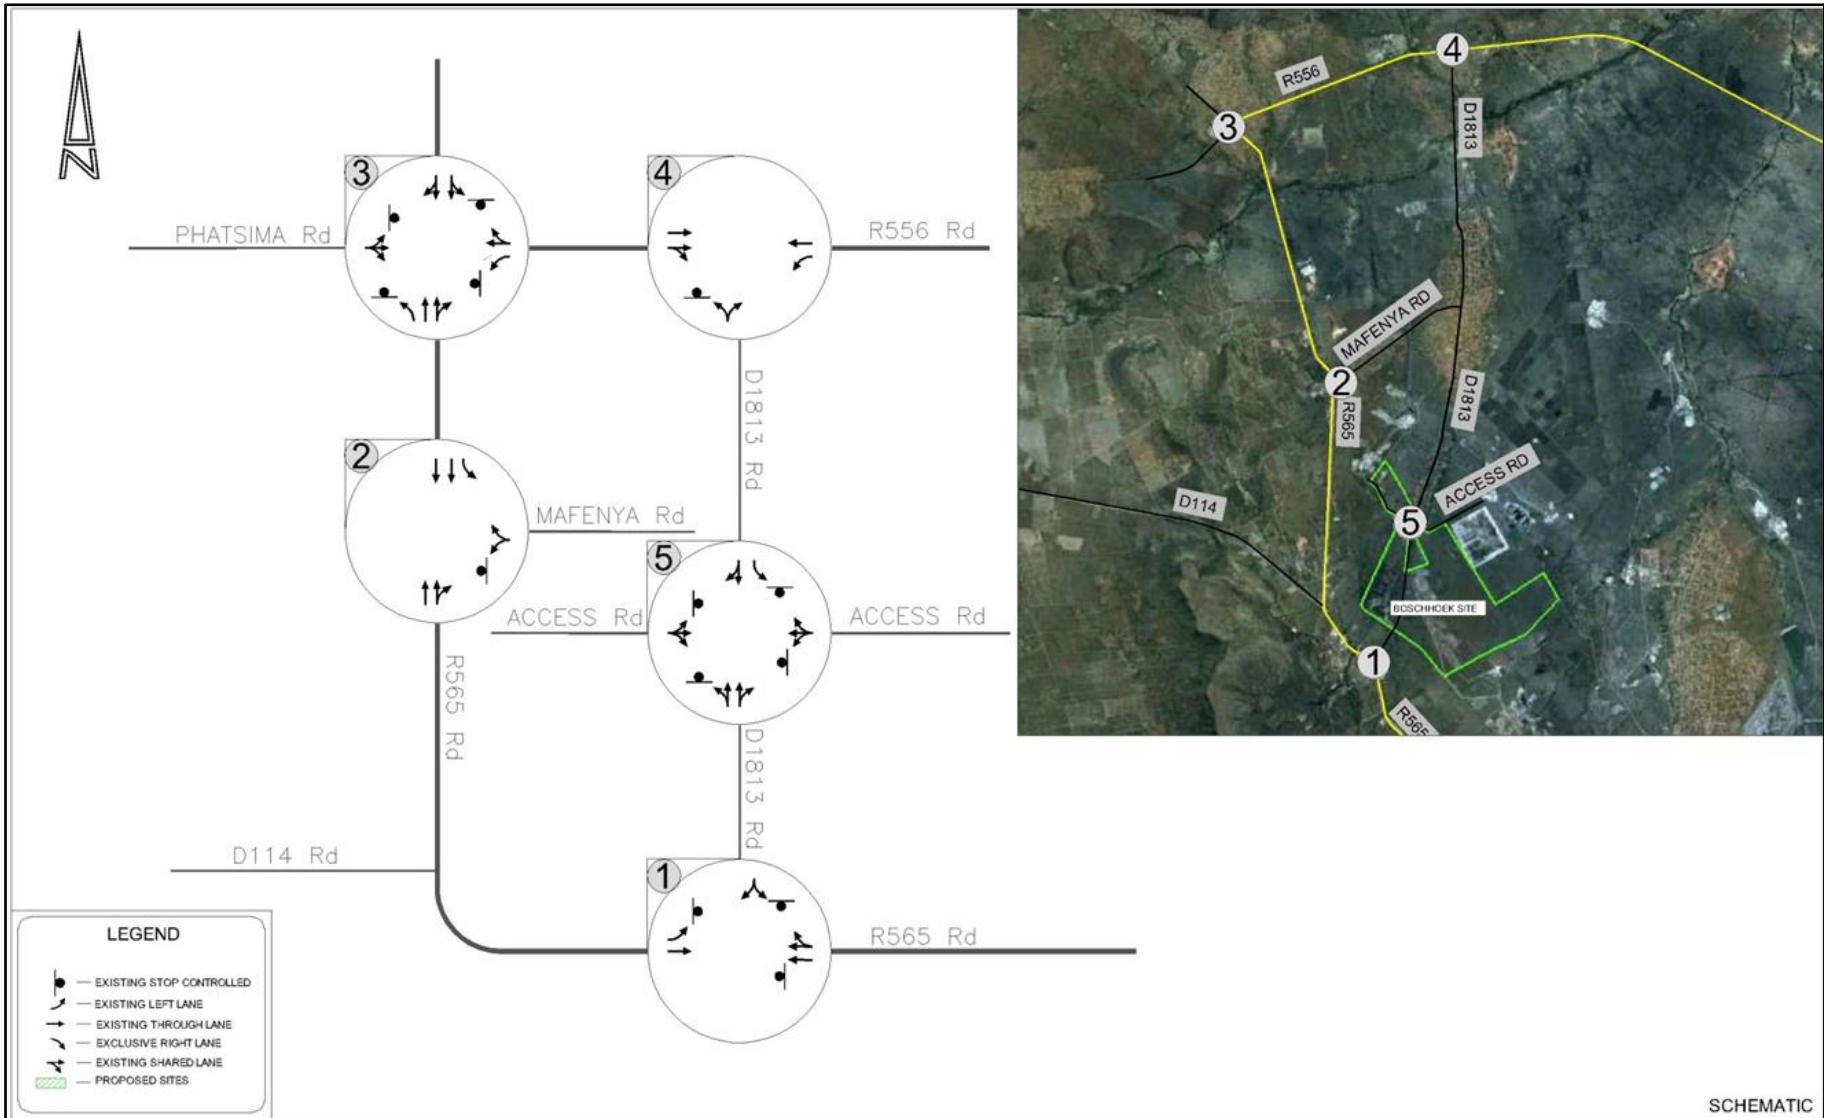 N
3
4
PHATSIMA Rd
R556 Rd
D1813 Rd
2
MAFENYA Rd
5
ACCESS Rd
ACCESS Rd
R565 Rd
D1813 Rd
D114 Rd
1
R565 Rd
LEGEND
— EXISTING STOP CONTROLLED
— EXISTING LEFT LANE
— EXISTING THROUGH LANE
— EXCLUSIVE RIGHT LANE
— EXISTING SHARED LANE
— PROPOSED SITES
4
R556
3
D1813
MAFENYA RD
2
R565
D1813
ACCESS RD
D114
5
BOSCHHOEK SITE
1
R565
SCHEMATIC